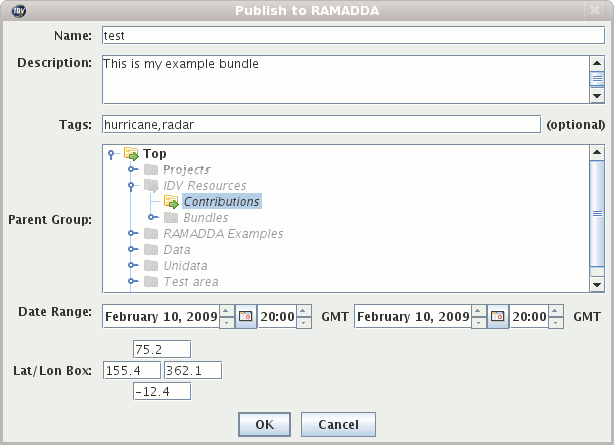 IDV
Publish to RAMADDA
Name: test
Description: This is my example bundle
Tags: hurricane,radar (optional)
Parent Group:
Top
Projects
IDV Resources
Contributions
Bundles
RAMADDA Examples
Data
Unidata
Test area
Date Range: February 10, 2009 20:00 GMT February 10, 2009 20:00 GMT
75.2
Lat/Lon Box: 155.4 362.1
-12.4
OK Cancel